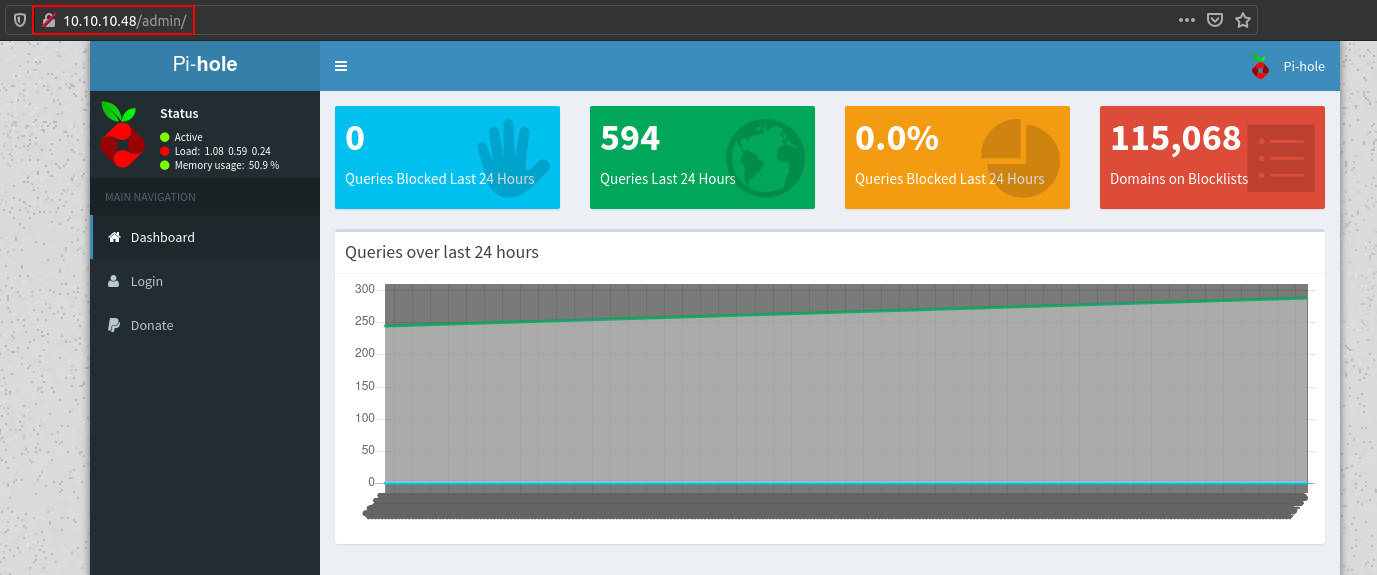 10.10.10.48/admin/
Pi-hole
Pi-hole
Status
Active
Load: 1.08 0.59 0.24
Memory usage: 50.9 %
MAIN NAVIGATION
Dashboard
Login
Donate
0
Queries Blocked Last 24 Hours
594
Queries Last 24 Hours
0.0%
Queries Blocked Last 24 Hours
115,068
Domains on Blocklists
Queries over last 24 hours
300
250
200
150
100
50
0